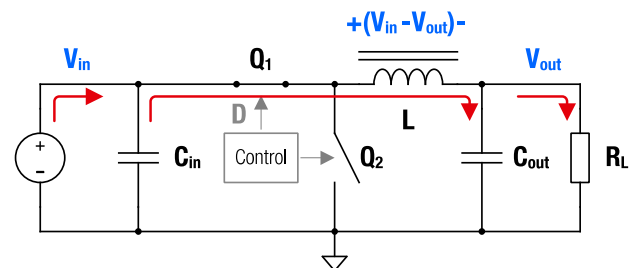 +(Vin -Vout)-
Vin
Q1
Vout
D
L
+
-
Cin
Control
Q2
Cout
RL